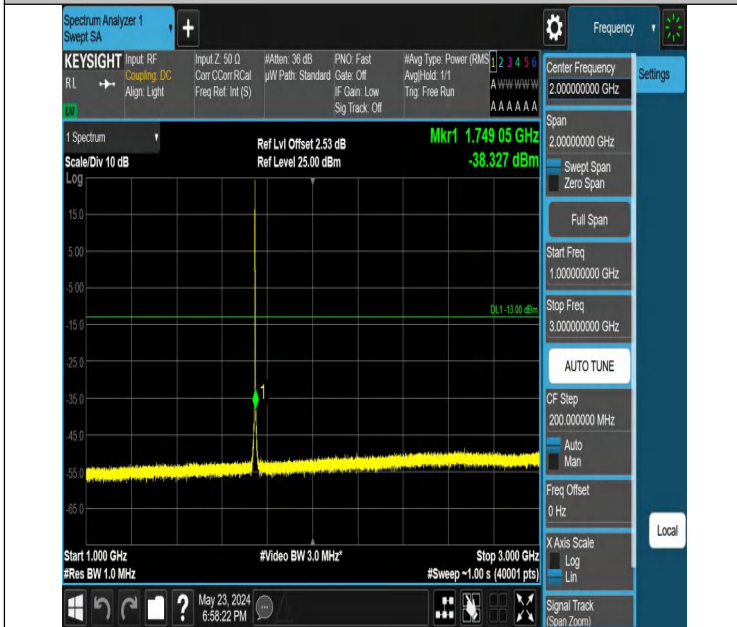 Spectrum Analyzer 1
Swept SA
+
Frequency
KEYSIGHT
RL
Input: RF
Coupling: DC
Align: Light
Input Z: 50 Ω
Corr CCorr RCal
Freq Ref: Int (S)
#Atten: 36 dB
µW Path: Standard
PNO: Fast
Gate: Off
IF Gain: Low
Sig Track: Off
#Avg Type: Power (RMS
Avg|Hold: 1/1
Trig: Free Run
1 2 3 4 5 6
A W W W W W
A A A A A A
1 Spectrum
Scale/Div 10 dB
Log
Ref Lvl Offset 2.53 dB
Ref Level 25.00 dBm
Mkr1 1.749 05 GHz
-38.327 dBm
15.0
5.00
-5.00
-15.0
-25.0
-35.0
-45.0
-55.0
-65.0
DL1 -13.00 dBm
1
Start 1.000 GHz
#Res BW 1.0 MHz
#Video BW 3.0 MHz*
Stop 3.000 GHz
#Sweep ~1.00 s (40001 pts)
Center Frequency
2.000000000 GHz
Settings
Span
2.00000000 GHz
Swept Span
Zero Span
Full Span
Start Freq
1.000000000 GHz
Stop Freq
3.000000000 GHz
AUTO TUNE
CF Step
200.000000 MHz
Auto
Man
Freq Offset
0 Hz
X Axis Scale
Log
Lin
Local
Signal Track
(Span Zoom)
?
May 23, 2024
6:58:22 PM